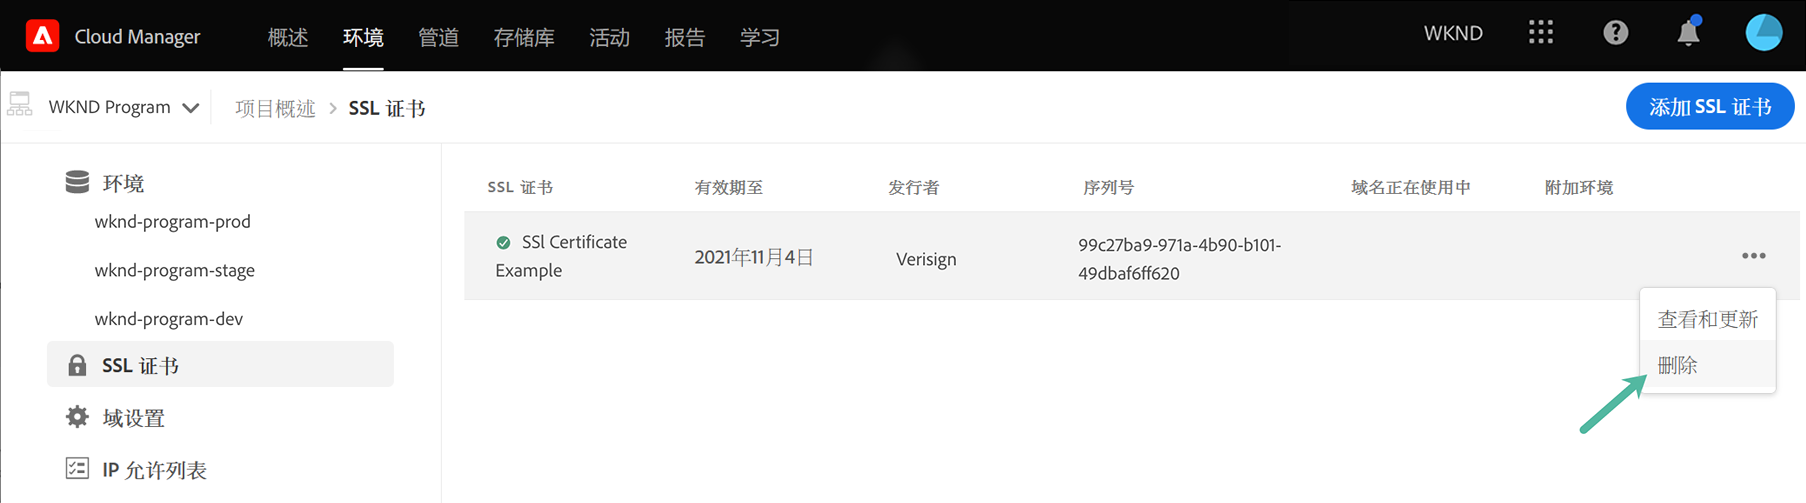 Cloud Manager 概述 环境 管道 存储库 活动 报告 学习 WKND
WKND Program 项目概述 > SSL 证书 添加 SSL 证书
环境
wknd-program-prod
wknd-program-stage
wknd-program-dev
SSL 证书
域设置
IP 允许列表
SSL 证书 有效期至 发行者 序列号 域名正在使用中 附加环境
SSl Certificate
Example
2021年11月4日
Verisign
99c27ba9-971a-4b90-b101-
49dbaf6ff620
查看和更新
删除